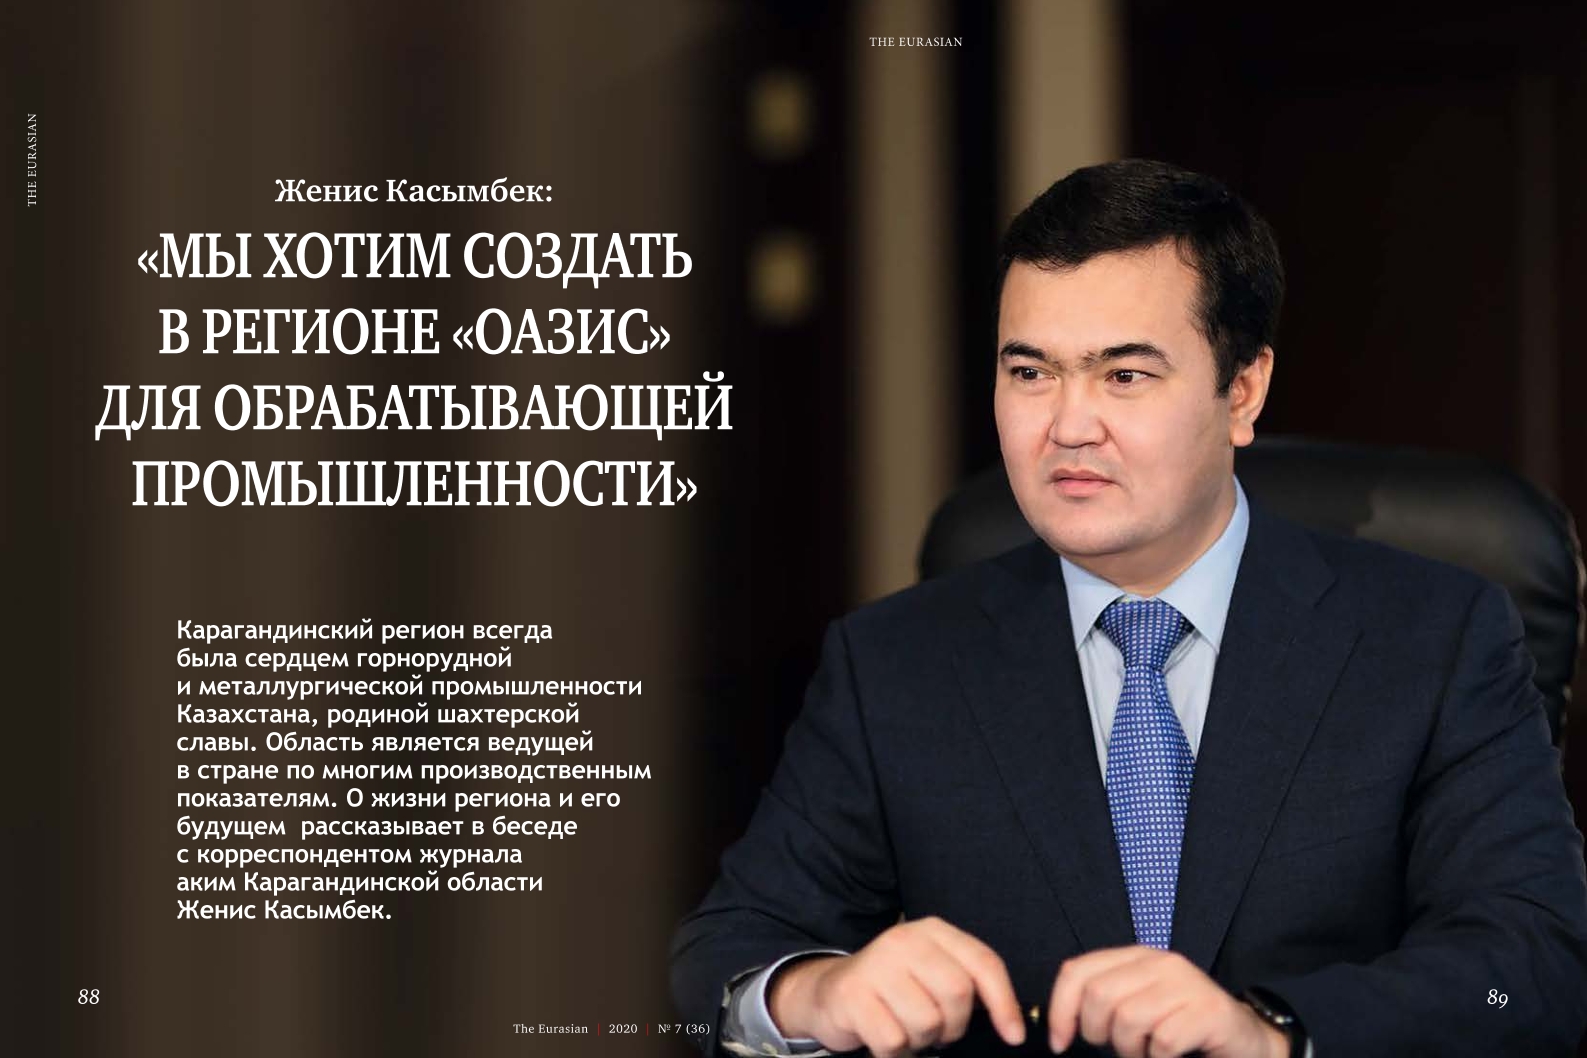 THE EURASIAN
THE EURASIAN
Женис Касымбек:
«МЫ ХОТИМ СОЗДАТЬ
В РЕГИОНЕ «ОАЗИС»
ДЛЯ ОБРАБАТЫВАЮЩЕЙ
ПРОМЫШЛЕННОСТИ»
Карагандинский регион всегда
была сердцем горнорудной
и металлургической промышленности
Казахстана, родиной шахтерской
славы. Область является ведущей
в стране по многим производственным
показателям. О жизни региона и его
будущем  рассказывает в беседе
с корреспондентом журнала
аким Карагандинской области
Женис Касымбек.
88
89
The Eurasian | 2020 | № 7 (36)